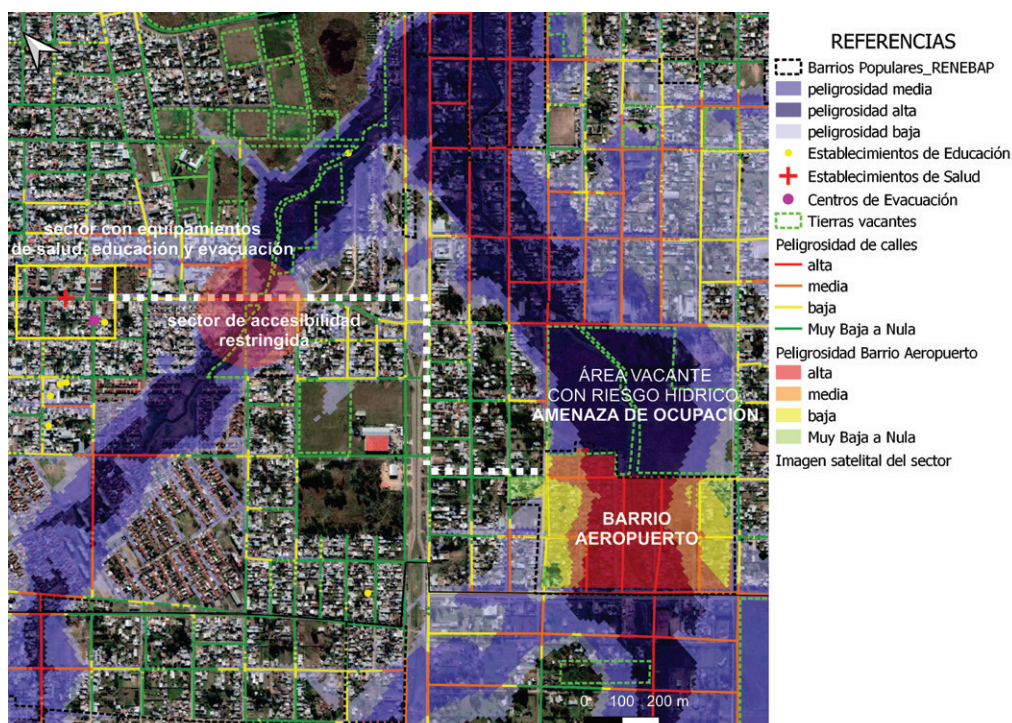 sector con equipamientos
de salud, educación y evacuación
sector de accesibilidad
restringida
ÁREA VACANTE
CON RIESGO HÍDRICO
AMENAZA DE OCUPACIÓN
BARRIO
AEROPUERTO
0 100 200 m
REFERENCIAS
Barrios Populares_RENEBAP
peligrosidad media
peligrosidad alta
peligrosidad baja
Establecimientos de Educación
Establecimientos de Salud
Centros de Evacuación
Tierras vacantes
Peligrosidad de calles
alta
media
baja
Muy Baja a Nula
Peligrosidad Barrio Aeropuerto
alta
media
baja
Muy Baja a Nula
Imagen satelital del sector